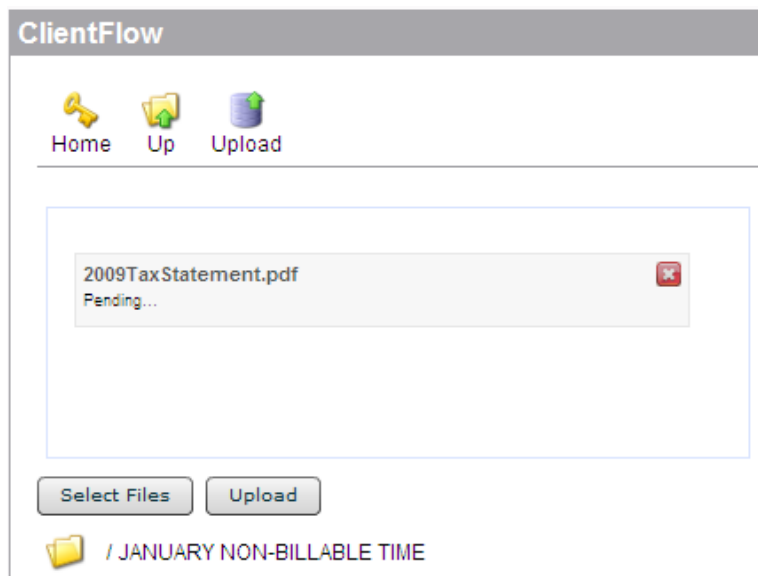 ClientFlow
Home Up Upload
2009TaxStatement.pdf
Pending...
Select Files Upload
/ JANUARY NON-BILLABLE TIME